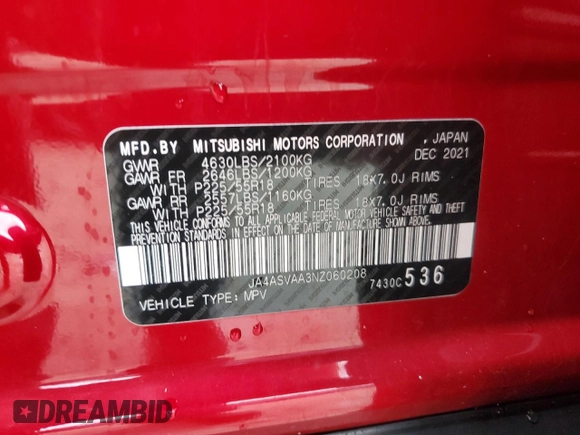 MFD.BY MITSUBISHI MOTORS CORPORATION , JAPAN
GVWR 4630LBS/2100KG DEC 2021
GAWR FR 2646LBS/1200KG
WITH P225/55R18 TIRES 18X7.0J RIMS
GAWR RR 2557LBS/1160KG
WITH P225/55R18 TIRES 18X7.0J RIMS
THIS VEHICLE CONFORMS TO ALL APPLICABLE FEDERAL MOTOR VEHICLE SAFETY, BUMPER, AND THEFT
PREVENTION STANDARDS IN EFFECT ON THE DATE OF MANUFACTURE SHOWN ABOVE.
JA4ASVAA3NZ060208
7430C 536
VEHICLE TYPE: MPV
DREAMBID